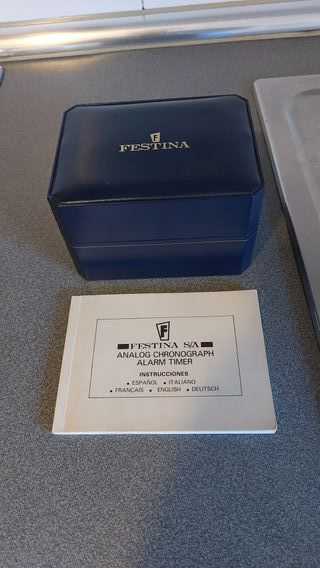 F
FESTINA
F
FESTINA S/A
ANALOG CHRONOGRAPH
ALARM TIMER
INSTRUCCIONES
• ESPAÑOL • ITALIANO
• FRANÇAIS • ENGLISH • DEUTSCH